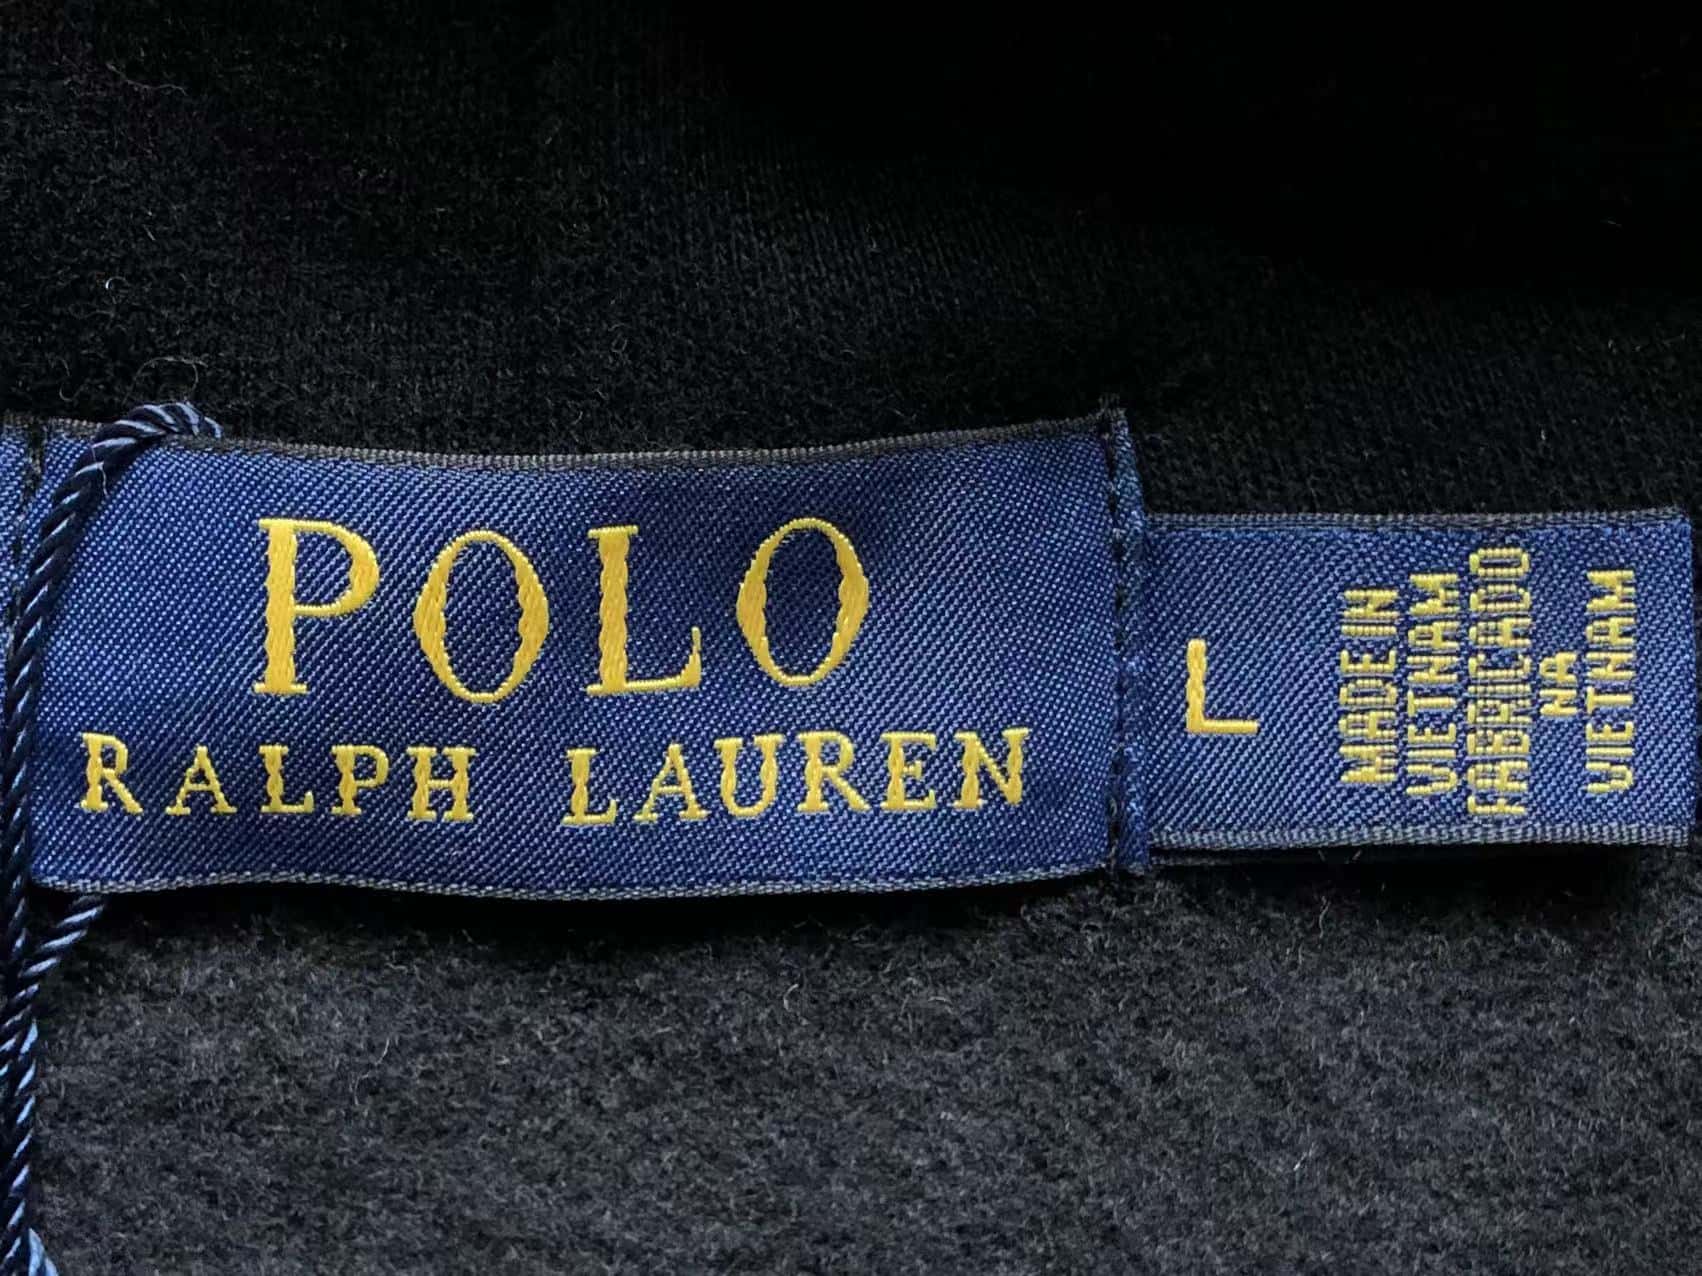 POLO
RALPH LAUREN
L
MADE IN
VIETNAM
FABRICADO
NA
VIETNAM